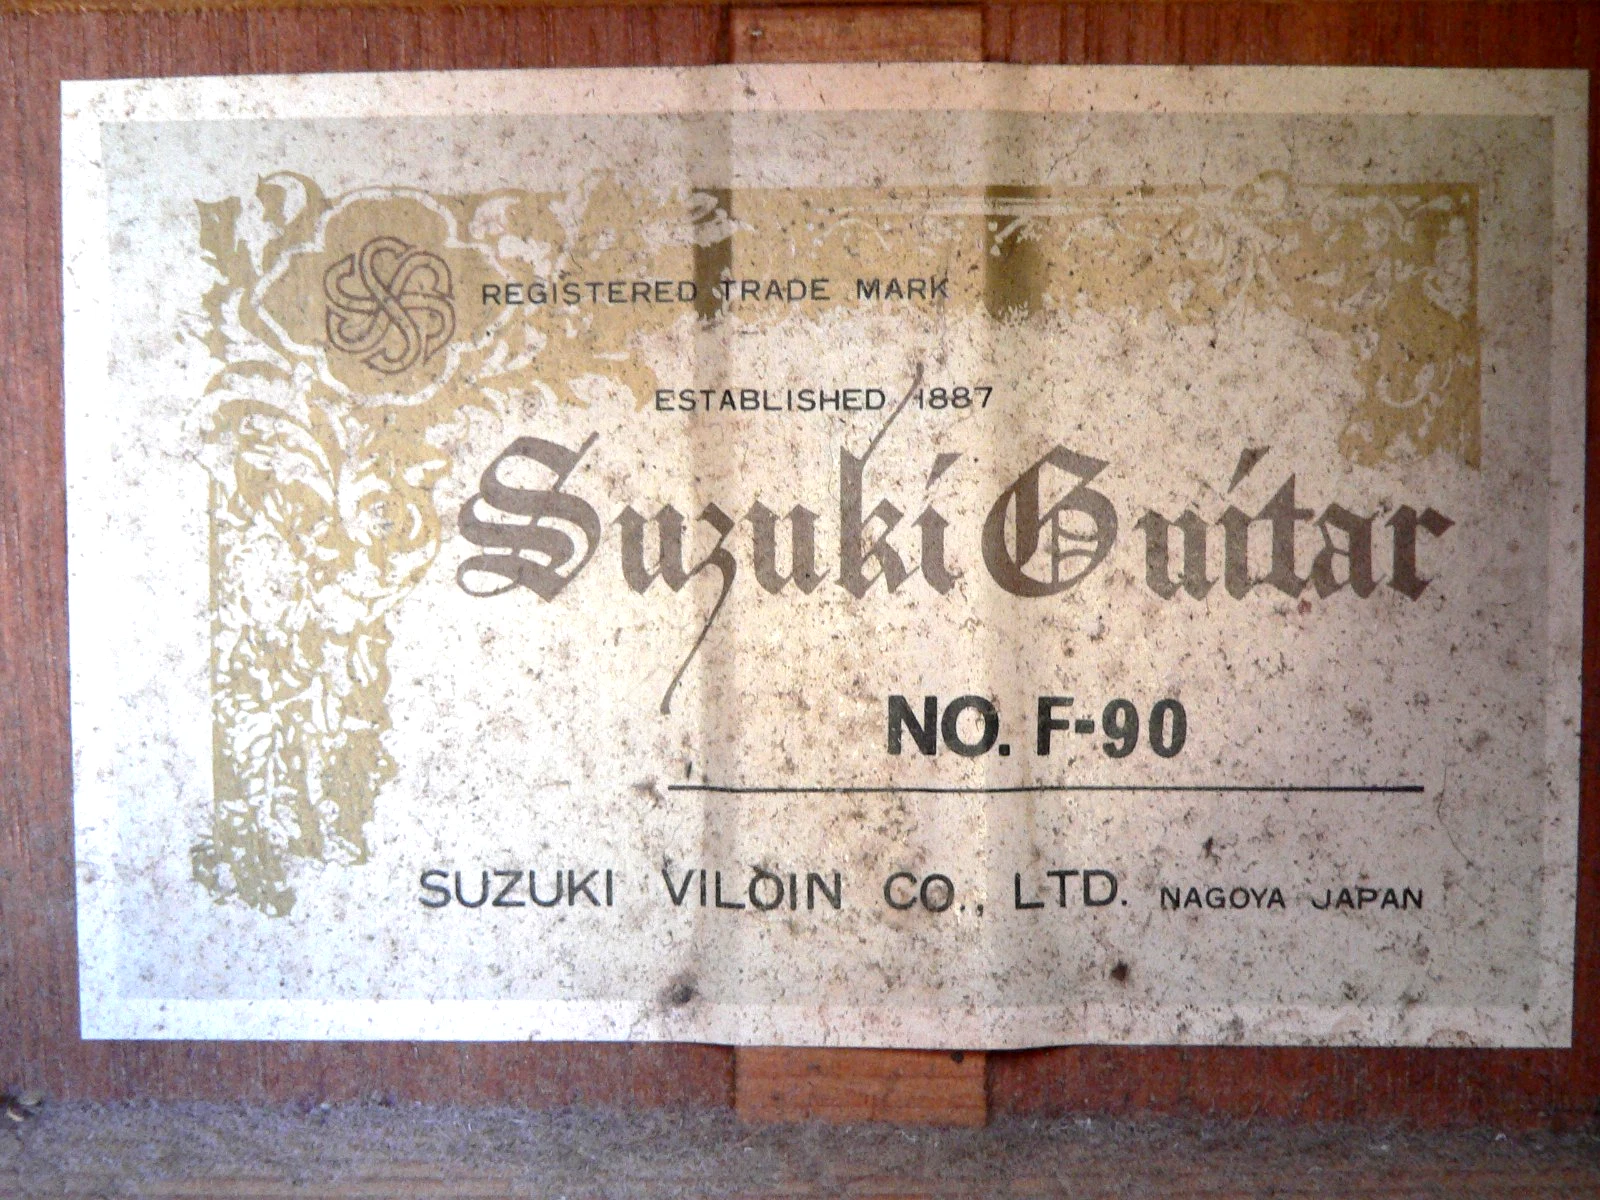 REGISTERED TRADE MARK
ESTABLISHED 1887
Suzuki Guitar
NO. F-90
SUZUKI VILOIN CO., LTD. NAGOYA JAPAN